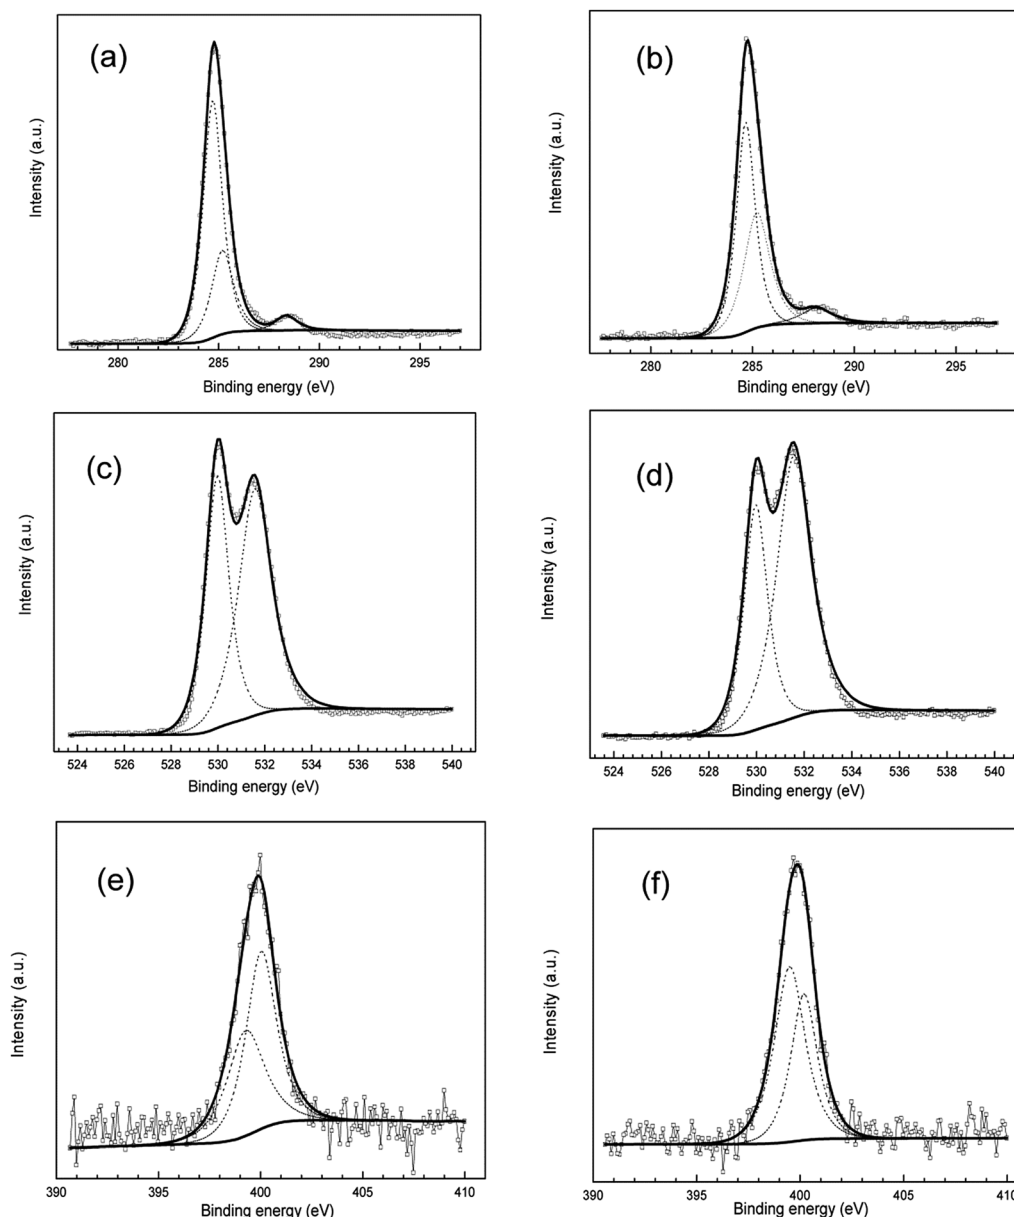 (a)
Intensity (a.u.)
280 285 290 295
Binding energy (eV)
(b)
Intensity (a.u.)
280 285 290 295
Binding energy (eV)
(c)
Intensity (a.u.)
524 526 528 530 532 534 536 538 540
Binding energy (eV)
(d)
Intensity (a.u.)
524 526 528 530 532 534 536 538 540
Binding energy (eV)
(e)
Intensity (a.u.)
390 395 400 405 410
Binding energy (eV)
(f)
Intensity (a.u.)
390 395 400 405 410
Binding energy (eV)